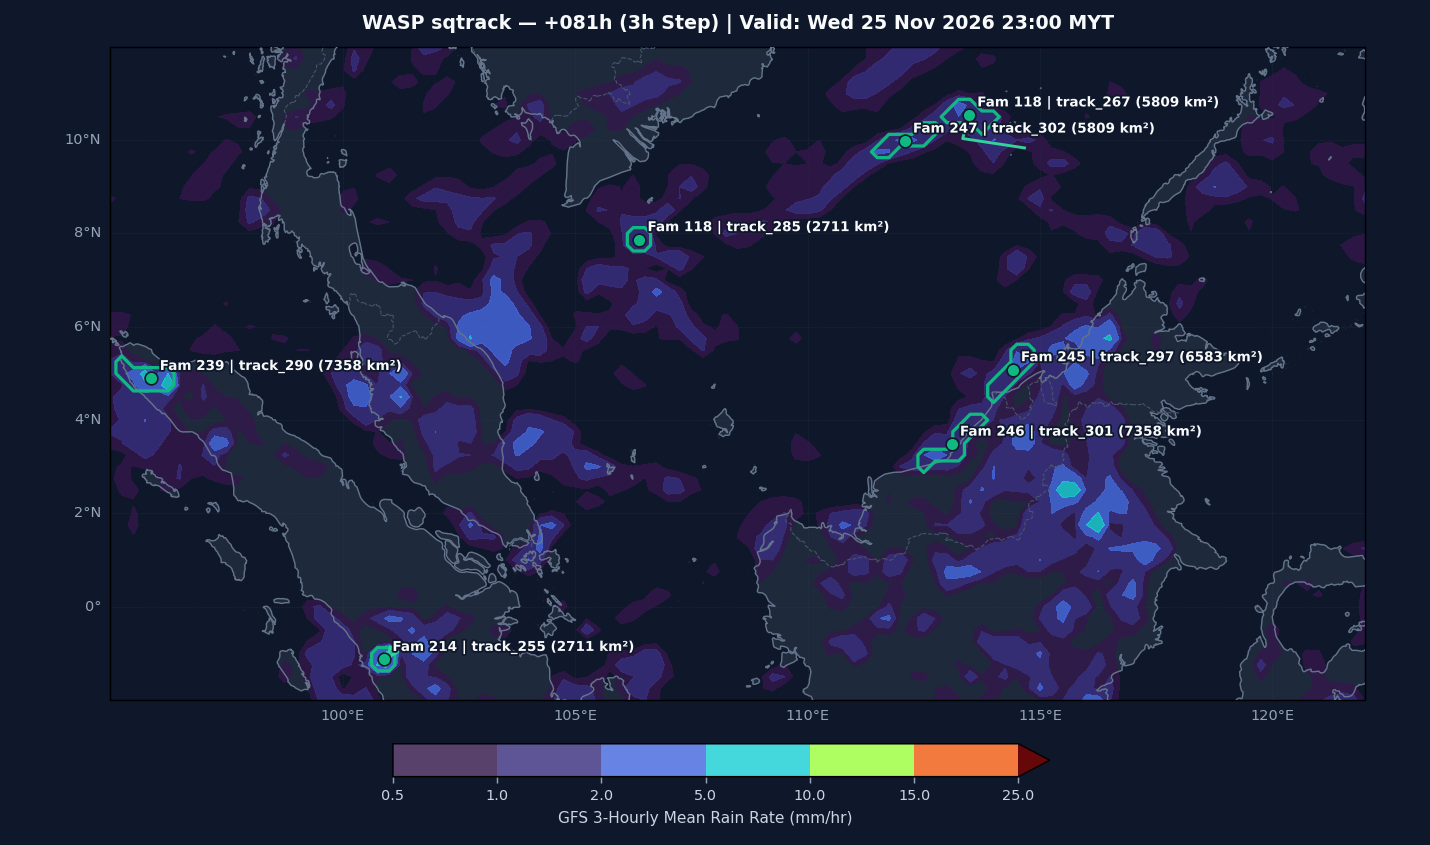 WASP sqtrack — +081h (3h Step) | Valid: Wed 25 Nov 2026 23:00 MYT
Fam 118 | track_267 (5809 km²)
Fam 247 | track_302 (5809 km²)
10°N
Fam 118 | track_285 (2711 km²)
8°N
6°N
Fam 245 | track_297 (6583 km²)
Fam 239 | track_290 (7358 km²)
4°N
Fam 246 | track_301 (7358 km²)
2°N
0°
Fam 214 | track_255 (2711 km²)
100°E 105°E 110°E 115°E 120°E
0.5 1.0 2.0 5.0 10.0 15.0 25.0
GFS 3-Hourly Mean Rain Rate (mm/hr)